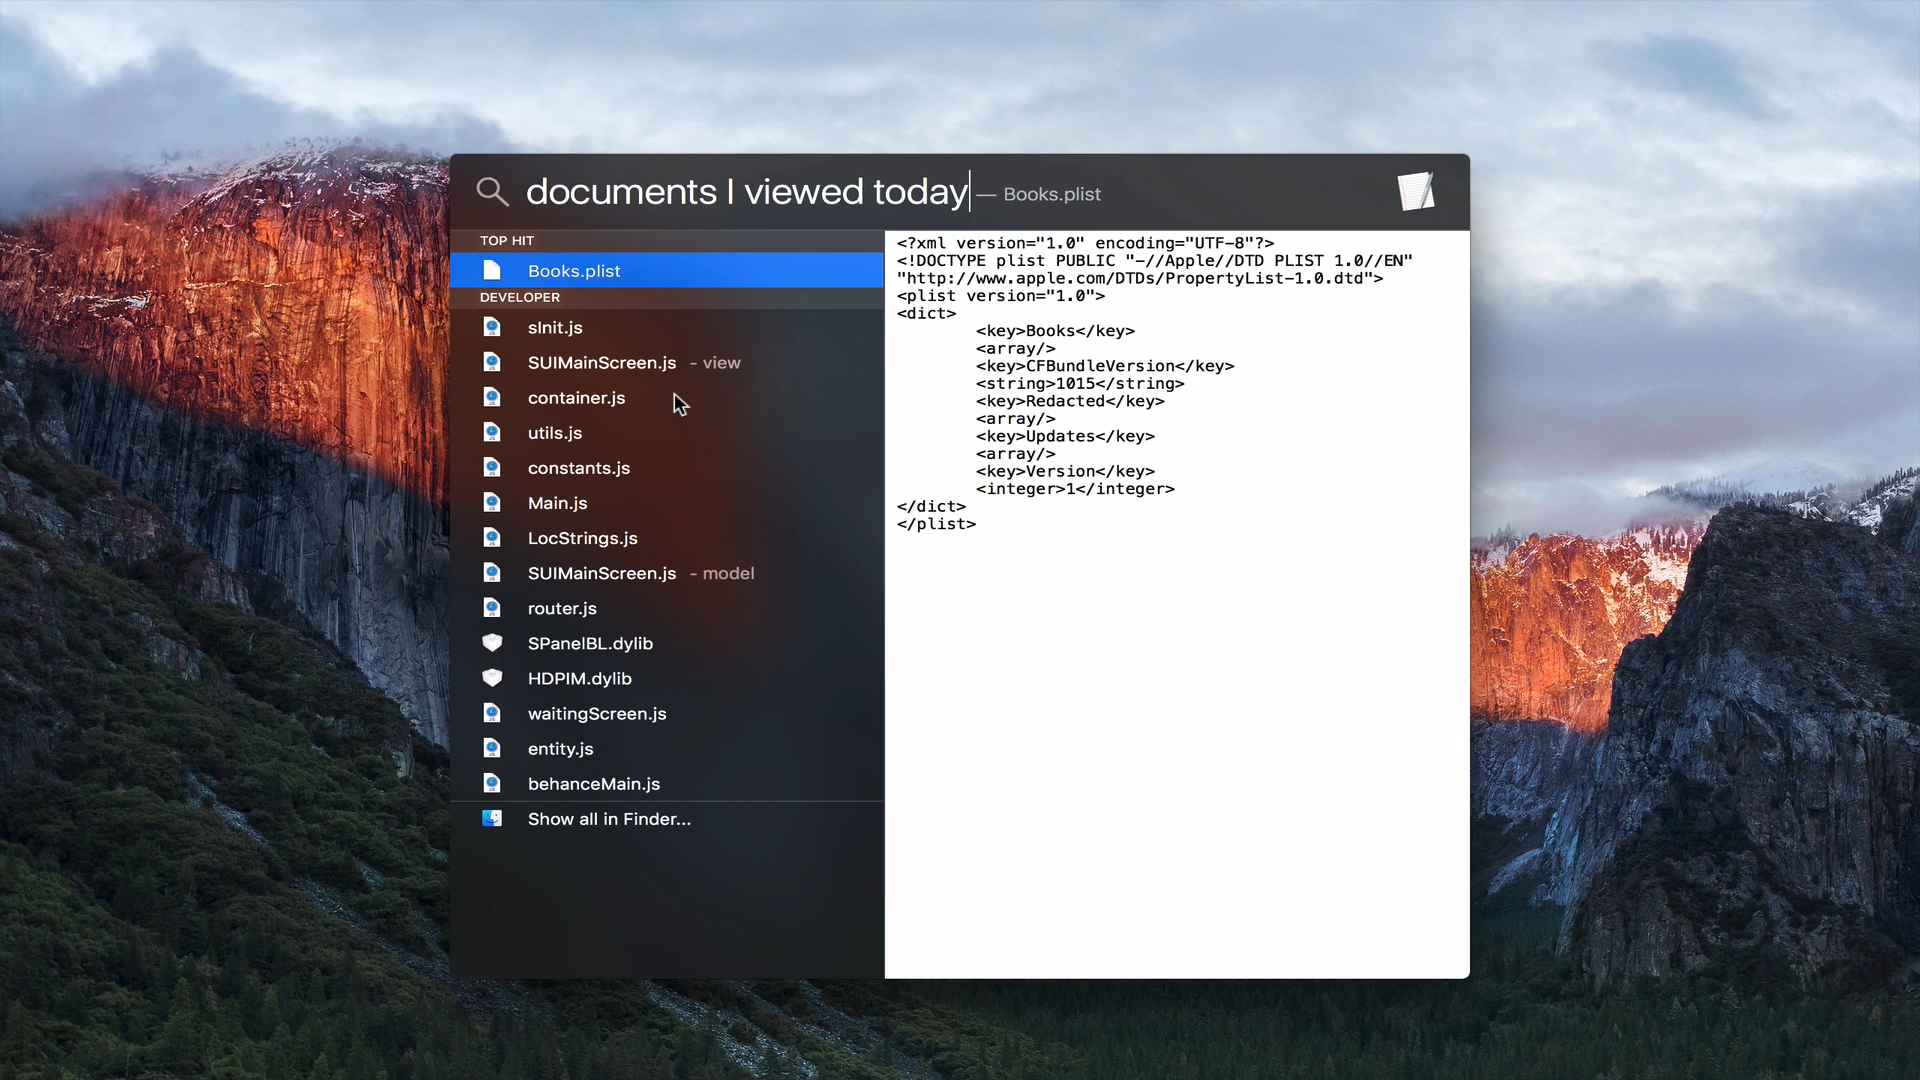 documents I viewed today — Books.plist
TOP HIT
Books.plist
DEVELOPER
sInit.js
SUIMainScreen.js - view
container.js
utils.js
constants.js
Main.js
LocStrings.js
SUIMainScreen.js - model
router.js
SPanelBL.dylib
HDPIM.dylib
waitingScreen.js
entity.js
behanceMain.js
Show all in Finder...
<?xml version="1.0" encoding="UTF-8"?>
<!DOCTYPE plist PUBLIC "-//Apple//DTD PLIST 1.0//EN"
"http://www.apple.com/DTDs/PropertyList-1.0.dtd">
<plist version="1.0">
<dict>
<key>Books</key>
<array/>
<key>CFBundleVersion</key>
<string>1015</string>
<key>Redacted</key>
<array/>
<key>Updates</key>
<array/>
<key>Version</key>
<integer>1</integer>
</dict>
</plist>